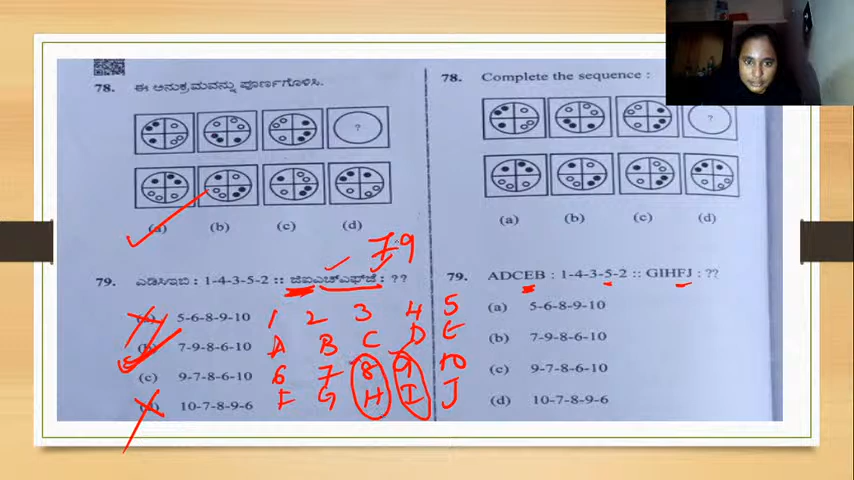 78. ಈ ಅನುಕ್ರಮವನ್ನು ಪೂರ್ಣಗೊಳಿಸಿ.
?
(a) (b) (c) (d)
79
79. ಎಡಿಸಿಇಬಿ : 1-4-3-5-2 :: ಜಿಐಎಚ್ಎಫ್ಜೆ : ??
5-6-8-9-10
7-9-8-6-10
(c) 9-7-8-6-10
10-7-8-9-6
1 2 3 4 5
A B C D E
6 7 8 9 10
F G H I J
78. Complete the sequence :
?
(a) (b) (c) (d)
79. ADCEB : 1-4-3-5-2 :: GIHFJ : ??
(a) 5-6-8-9-10
(b) 7-9-8-6-10
(c) 9-7-8-6-10
(d) 10-7-8-9-6